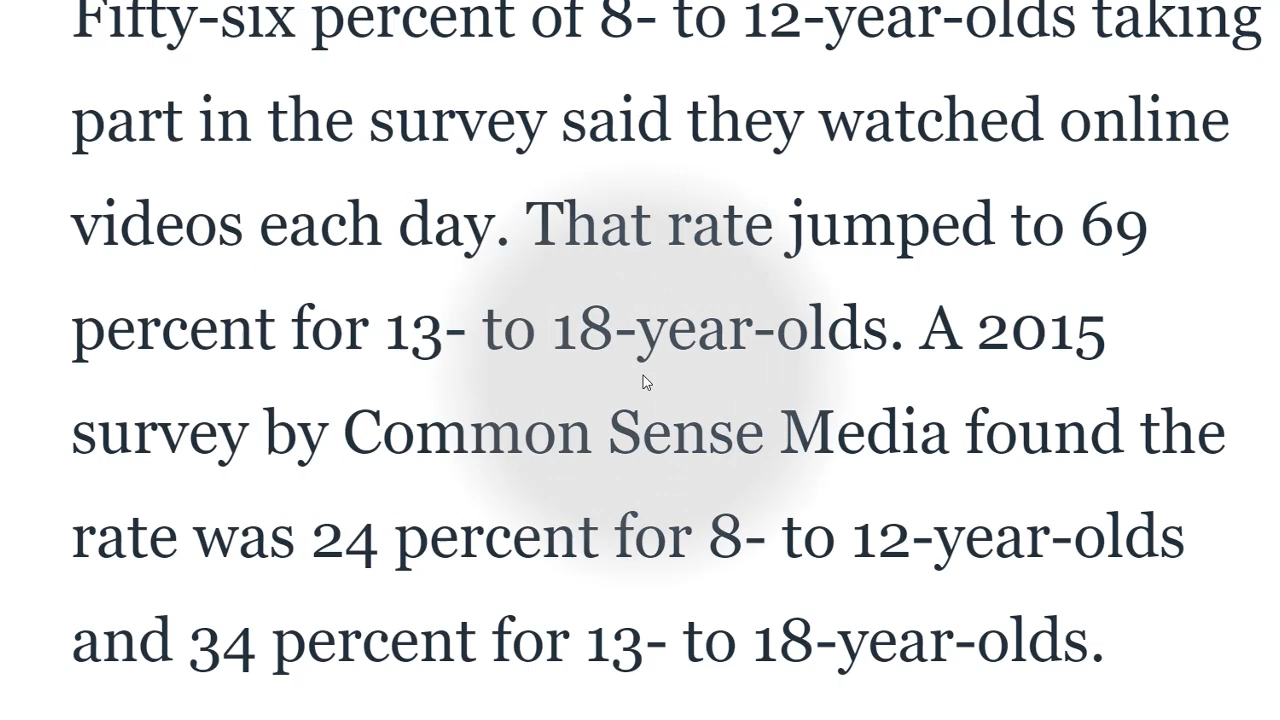 Fifty-six percent of 8- to 12-year-olds taking
part in the survey said they watched online
videos each day. That rate jumped to 69
percent for 13- to 18-year-olds. A 2015
survey by Common Sense Media found the
rate was 24 percent for 8- to 12-year-olds
and 34 percent for 13- to 18-year-olds.